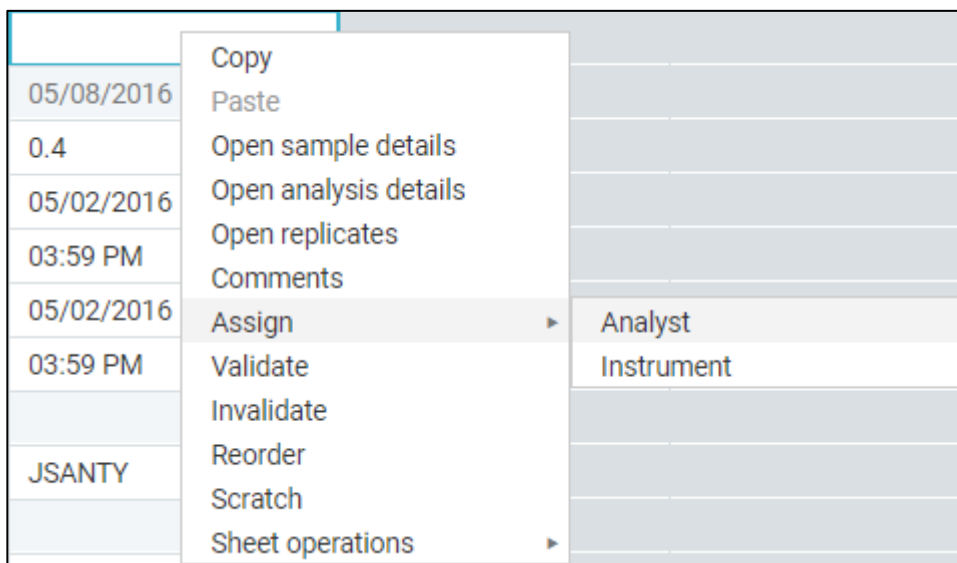 Copy
05/08/2016
Paste
0.4
Open sample details
05/02/2016
Open analysis details
03:59 PM
Open replicates
Comments
05/02/2016
Assign
Analyst
03:59 PM
Validate
Instrument
Invalidate
JSANTY
Reorder
Scratch
Sheet operations